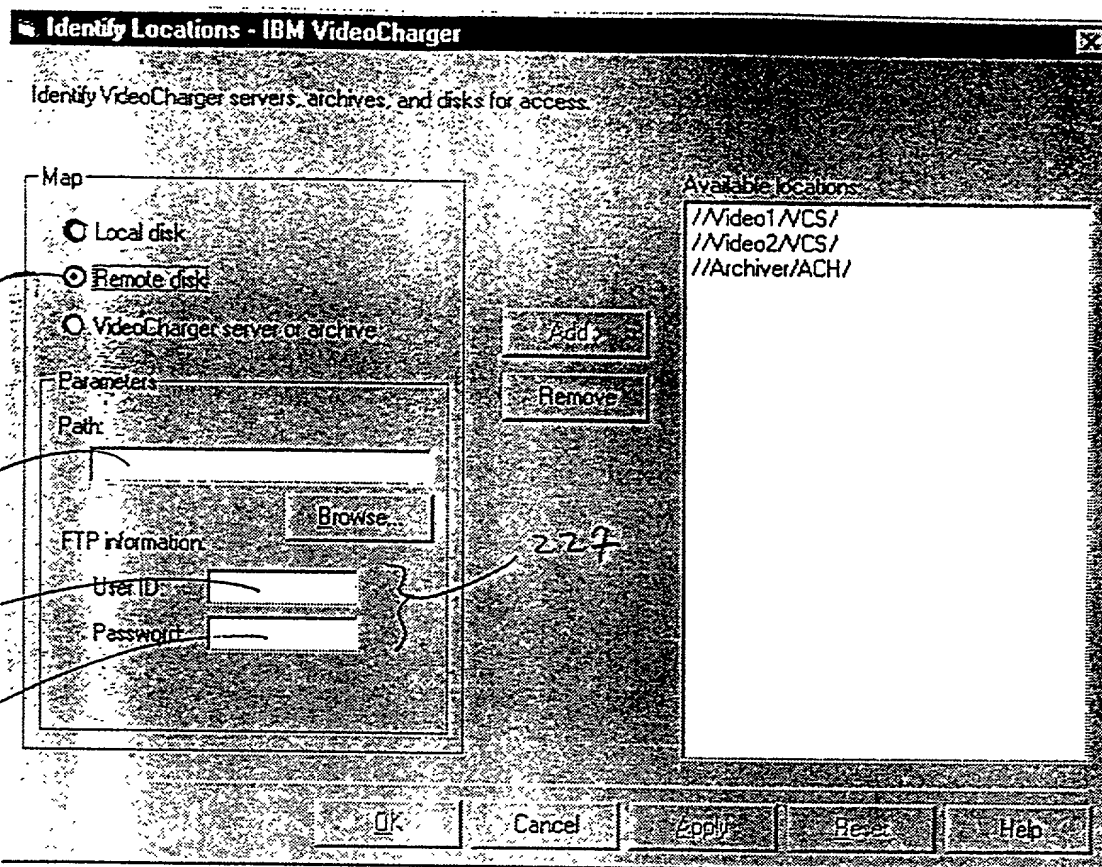 Identify Locations - IBM VideoCharger
Identify VideoCharger servers, archives, and disks for access.
Map
Local disk
Remote disk
VideoCharger server or archive
Parameters
Path:
Browse...
FTP information:
User ID:
Password:
227
Add >
Remove
Available locations:
//Video1/VCS/
//Video2/VCS/
//Archiver/ACH/
OK
Cancel
Apply
Reset
Help